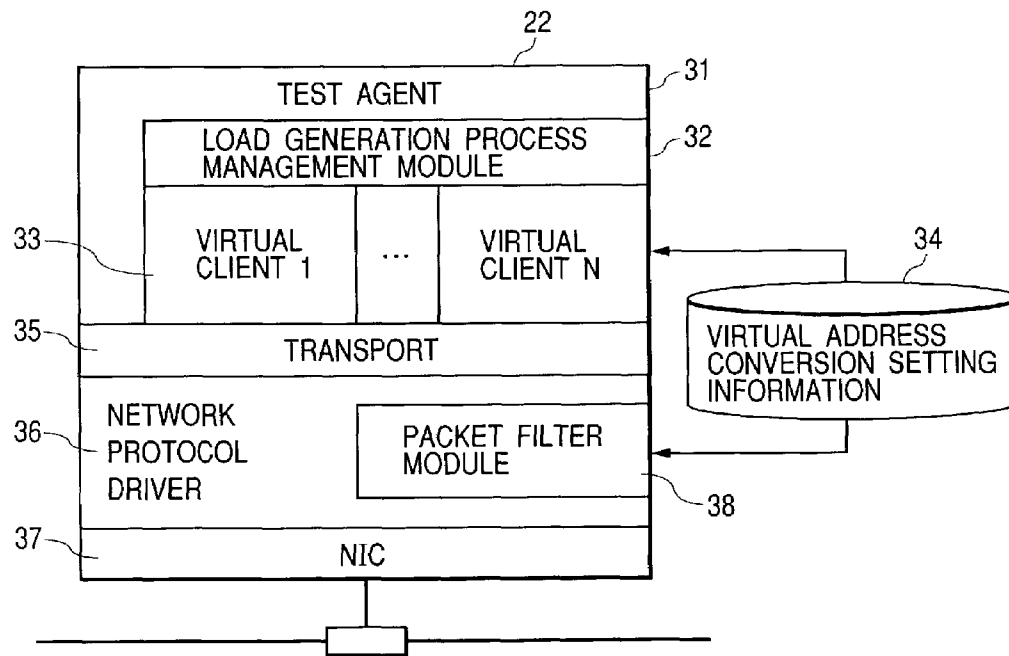 22
31
TEST AGENT
32
LOAD GENERATION PROCESS
MANAGEMENT MODULE
33
VIRTUAL
CLIENT 1
...
VIRTUAL
CLIENT N
34
VIRTUAL ADDRESS
CONVERSION SETTING
INFORMATION
35
TRANSPORT
36
NETWORK
PROTOCOL
DRIVER
PACKET FILTER
MODULE
38
37
NIC